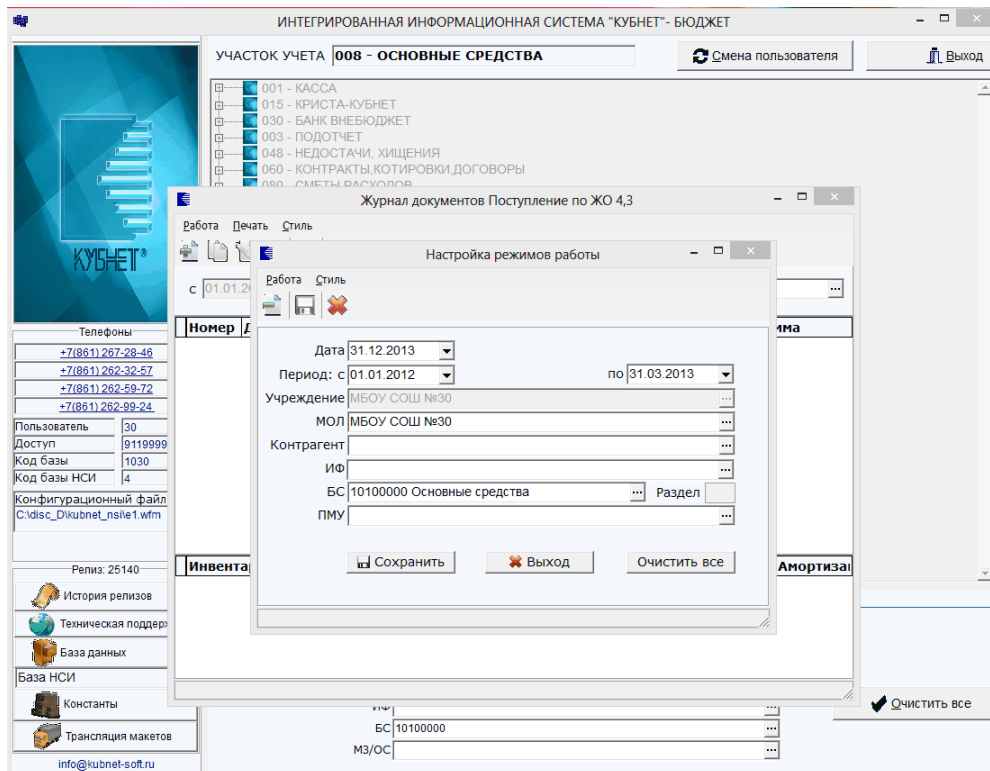 ИНТЕГРИРОВАННАЯ ИНФОРМАЦИОННАЯ СИСТЕМА "КУБНЕТ"- БЮДЖЕТ
УЧАСТОК УЧЕТА 008 - ОСНОВНЫЕ СРЕДСТВА Смена пользователя Выход
001 - КАССА
015 - КРИСТА-КУБНЕТ
030 - БАНК ВНЕБЮДЖЕТ
003 - ПОДОТЧЕТ
048 - НЕДОСТАЧИ, ХИЩЕНИЯ
060 - КОНТРАКТЫ,КОТИРОВКИ,ДОГОВОРЫ
080 - СМЕТЫ РАСХОДОВ
КУБНЕТ®
Телефоны
+7(861) 267-28-46
+7(861) 262-32-57
+7(861) 262-59-72
+7(861) 262-99-24
Пользователь 30
Доступ 9119999
Код базы 1030
Код базы НСИ 4
Конфигурационный файл
C:\disc_D\kubnet_nsi\e1.wfm
Релиз: 25140
История релизов
Техническая
База данных
База НСИ
Константы
Трансляция макетов
info@kubnet-soft.ru
Журнал документов Поступление по ЖО 4,3
Работа Печать Стиль
с 01.01.2
Номер
Настройка режимов работы
Работа Стиль
Дата 31.12.2013
Период: с 01.01.2012 по 31.03.2013
Учреждение МБОУ СОШ №30
МОЛ МБОУ СОШ №30
Контрагент
ИФ
БС 10100000 Основные средства Раздел
ПМУ
Сохранить Выход Очистить все
ИФ
БС 10100000
МЗ/ОС
Очистить все